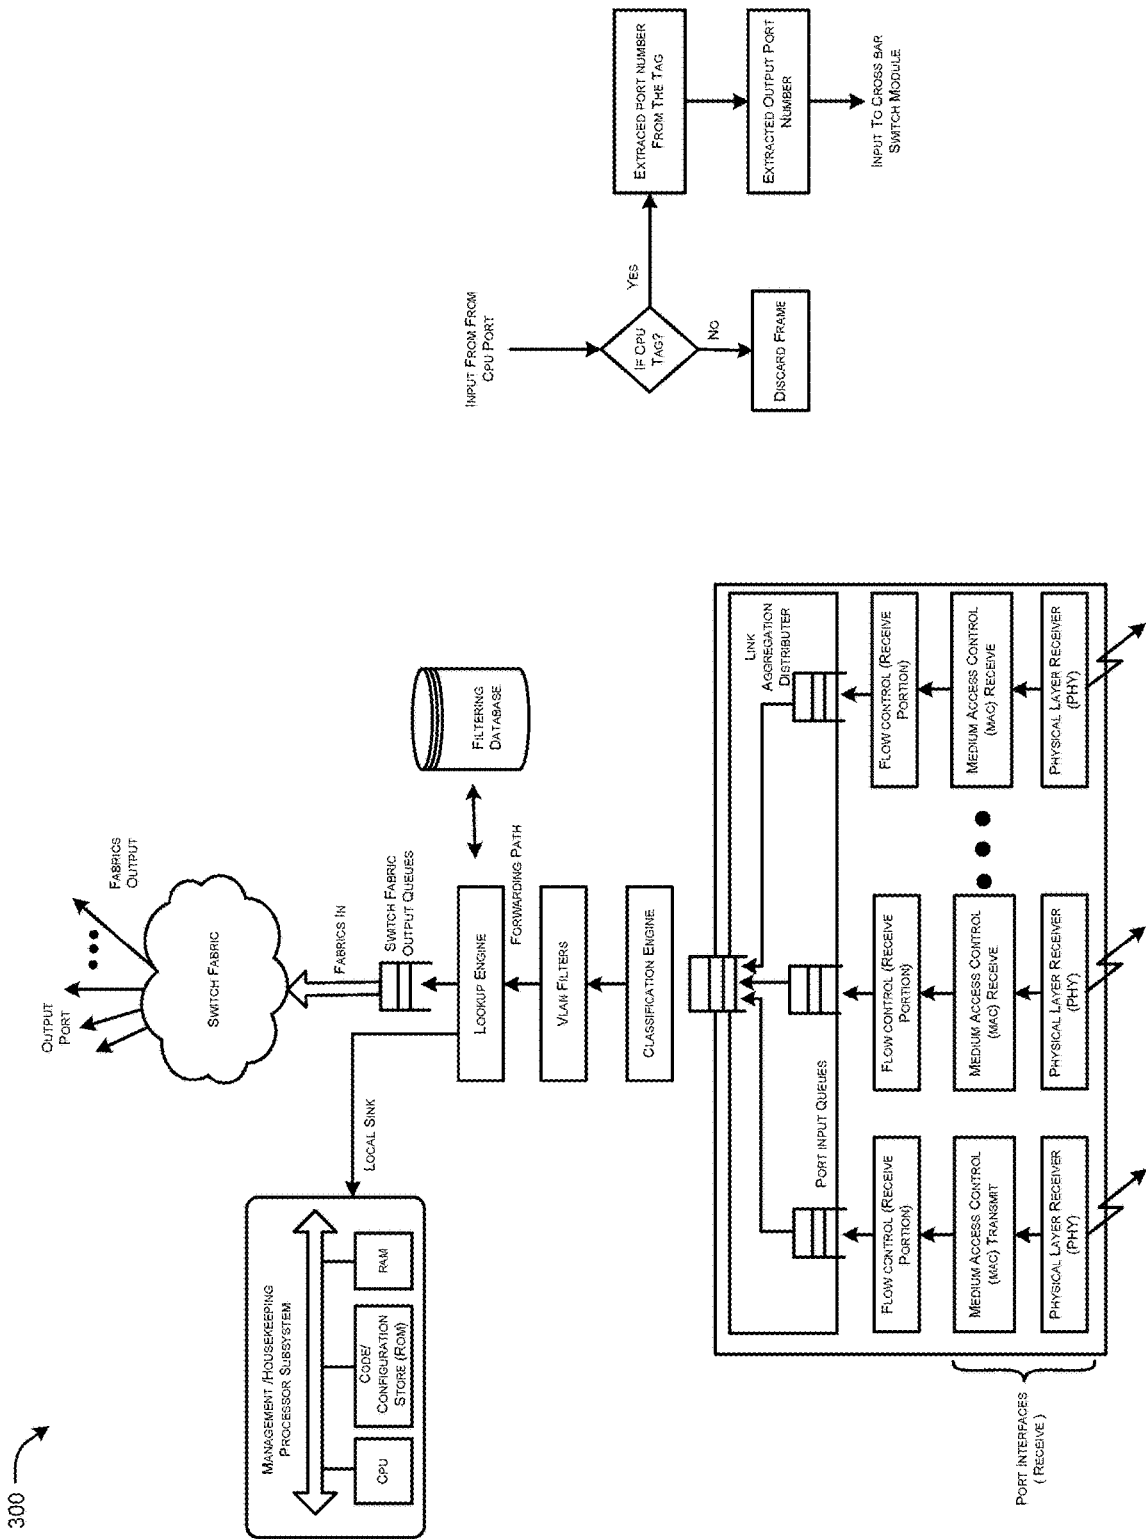 300
MANAGEMENT /HOUSEKEEPING
PROCESSOR SUBSYSTEM
CPU
CODE/
CONFIGURATION
STORE (ROM)
RAM
LOCAL SINK
OUTPUT
PORT
FABRICS
OUTPUT
SWITCH FABRIC
FABRICS IN
SWITCH FABRIC
OUTPUT QUEUES
LOOKUP ENGINE
FORWARDING PATH
FILTERING
DATABASE
VLAN FILTERS
CLASSIFICATION ENGINE
LINK
AGGREGATION
DISTRIBUTER
PORT INPUT QUEUES
FLOW CONTROL (RECEIVE
PORTION)
FLOW CONTROL (RECEIVE
PORTION)
FLOW CONTROL (RECEIVE
PORTION)
MEDIUM ACCESS CONTROL
(MAC) TRANSMIT
MEDIUM ACCESS CONTROL
(MAC) RECEIVE
MEDIUM ACCESS CONTROL
(MAC) RECEIVE
PHYSICAL LAYER RECEIVER
(PHY)
PHYSICAL LAYER RECEIVER
(PHY)
PHYSICAL LAYER RECEIVER
(PHY)
PORT INTERFACES
( RECEIVE )
INPUT FROM FROM
CPU PORT
IF CPU
TAG?
YES
NO
DISCARD FRAME
EXTRACED PORT NUMBER
FROM THE TAG
EXTRACTED OUTPUT PORT
NUMBER
INPUT TO CROSS BAR
SWITCH MODULE